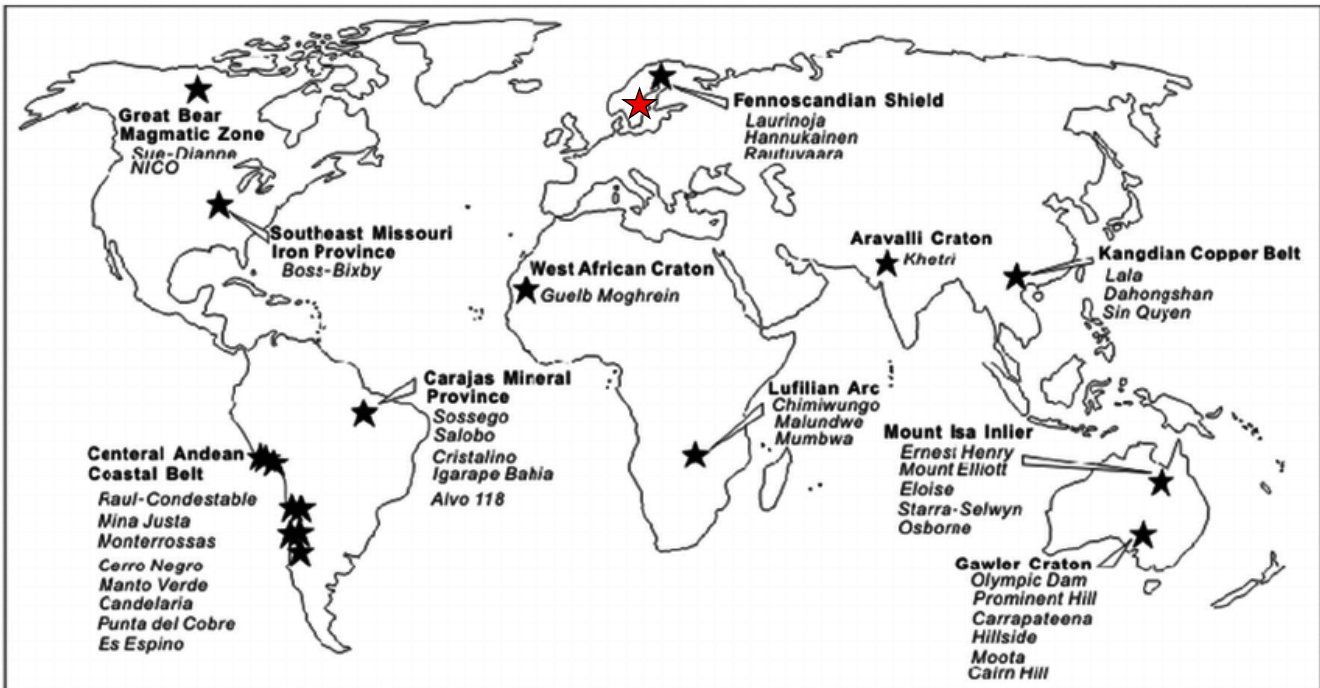 Great Bear
Magmatic Zone
Sue-Dianne
NICO
Southeast Missouri
Iron Province
Boss-Bixby
Fennoscandian Shield
Laurinoja
Hannukainen
Rautuvaara
West African Craton
Guelb Moghrein
Aravalli Craton
Khetri
Kangdian Copper Belt
Lala
Dahongshan
Sin Quyen
Carajas Mineral
Province
Sossego
Salobo
Cristalino
Igarape Bahia
Alvo 118
Lufilian Arc
Chimiwungo
Malundwe
Mumbwa
Centeral Andean
Coastal Belt
Raul-Condestable
Mina Justa
Monterrossas
Cerro Negro
Manto Verde
Candelaria
Punta del Cobre
Es Espino
Mount Isa Inlier
Ernest Henry
Mount Elliott
Eloise
Starra-Selwyn
Osborne
Gawler Craton
Olympic Dam
Prominent Hill
Carrapateena
Hillside
Moota
Cairn Hill